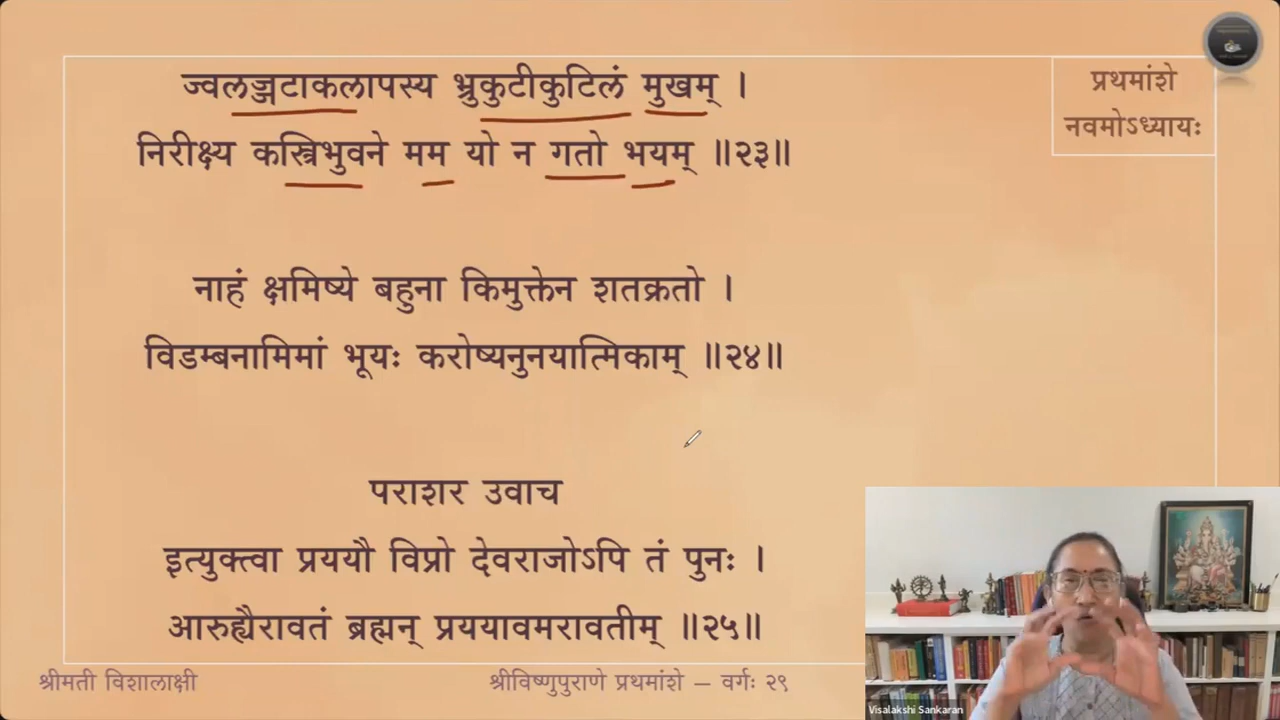 ज्वलज्जटाकलापस्य भ्रुकुटीकुटिलं मुखम् ।
निरीक्ष्य कस्त्रिभुवने मम यो न गतो भयम् ॥२३॥
प्रथमांशे
नवमोऽध्यायः
नाहं क्षमिष्ये बहुना किमुक्तेन शतक्रतो ।
विडम्बनामिमां भूयः करोष्यनुनयात्मिकाम् ॥२४॥
पराशर उवाच
इत्युक्त्वा प्रययौ विप्रो देवराजोऽपि तं पुनः ।
आरुह्यैरावतं ब्रह्मन् प्रययावमरावतीम् ॥२५॥
श्रीमती विशालाक्षी
श्रीविष्णुपुराणे प्रथमांशे – वर्गः २९
Visalakshi Sankaran